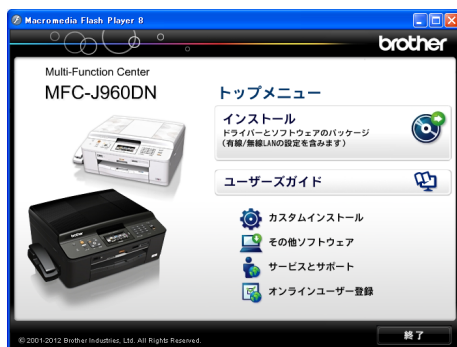 Macromedia Flash Player 8
brother
Multi-Function Center
MFC-J960DN
トップメニュー
インストール
ドライバーとソフトウェアのパッケージ
(有線/無線LANの設定を含みます)
ユーザーズガイド
カスタムインストール
その他ソフトウェア
サービスとサポート
オンラインユーザー登録
© 2001-2012 Brother Industries, Ltd. All Rights Reserved.
終了